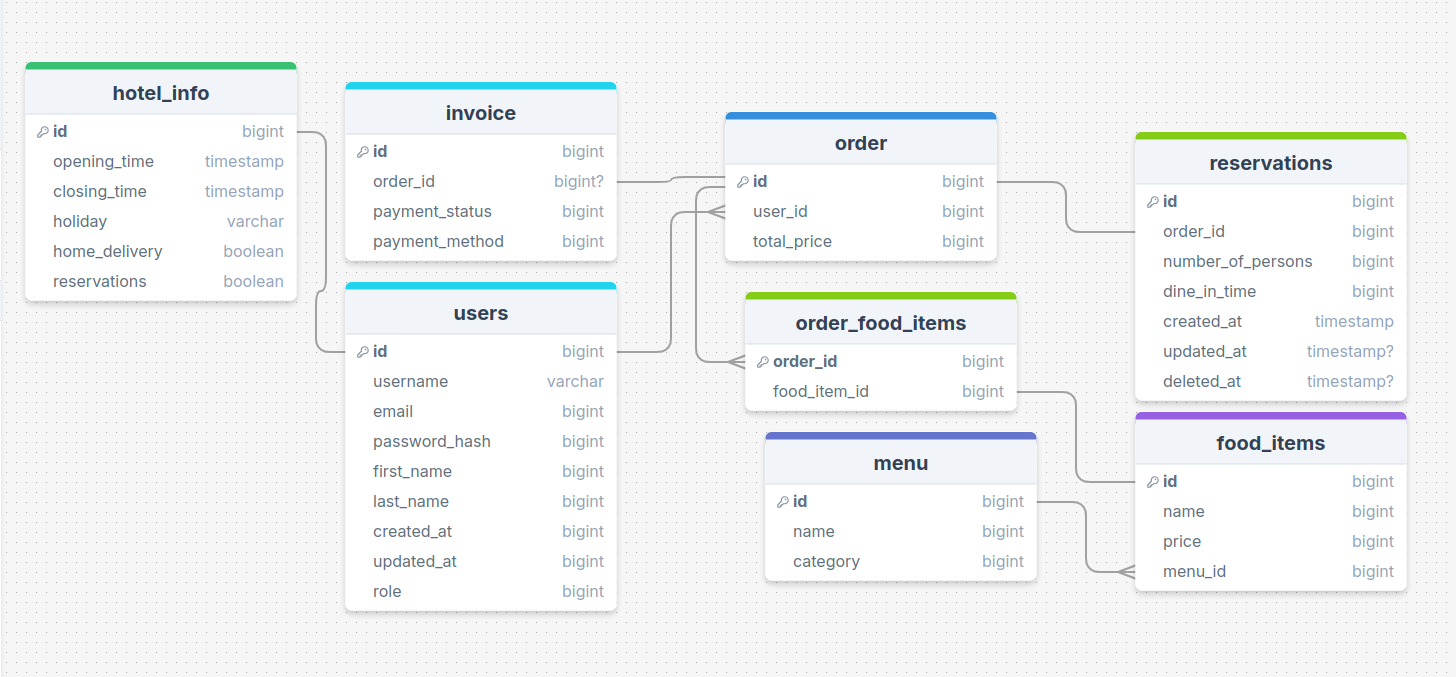 hotel_info
id bigint
opening_time timestamp
closing_time timestamp
holiday varchar
home_delivery boolean
reservations boolean
invoice
id bigint
order_id bigint?
payment_status bigint
payment_method bigint
users
id bigint
username varchar
email bigint
password_hash bigint
first_name bigint
last_name bigint
created_at bigint
updated_at bigint
role bigint
order
id bigint
user_id bigint
total_price bigint
order_food_items
order_id bigint
food_item_id bigint
menu
id bigint
name bigint
category bigint
reservations
id bigint
order_id bigint
number_of_persons bigint
dine_in_time bigint
created_at timestamp
updated_at timestamp?
deleted_at timestamp?
food_items
id bigint
name bigint
price bigint
menu_id bigint